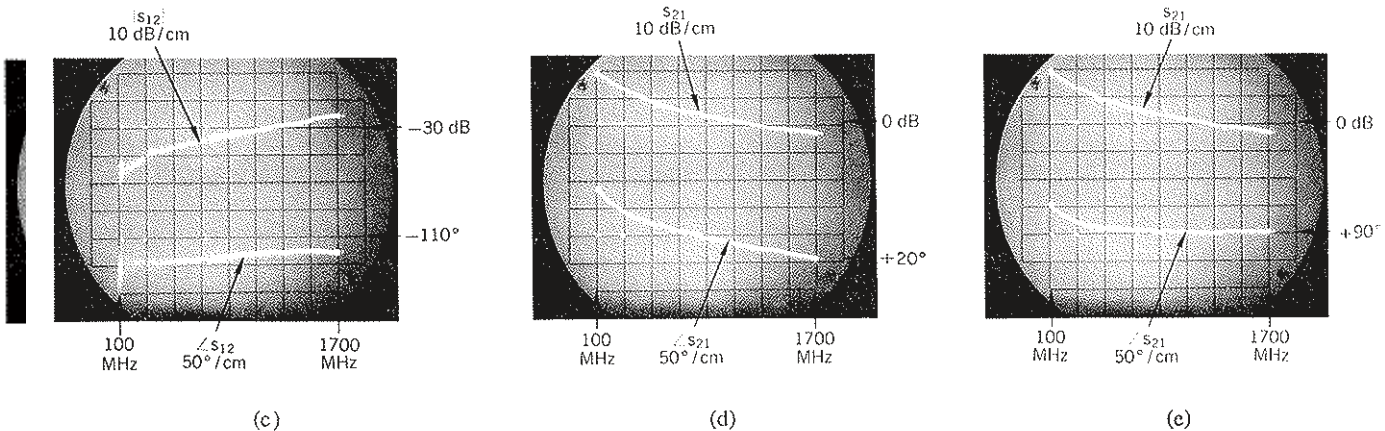 |s12|
10 dB/cm
−30 dB
−110°
100
MHz
∠s12
50°/cm
1700
MHz
(c)
s21
10 dB/cm
0 dB
+20°
100
MHz
∠s21
50°/cm
1700
MHz
(d)
s21
10 dB/cm
0 dB
+90°
100
MHz
∠s21
50°/cm
1700
MHz
(e)